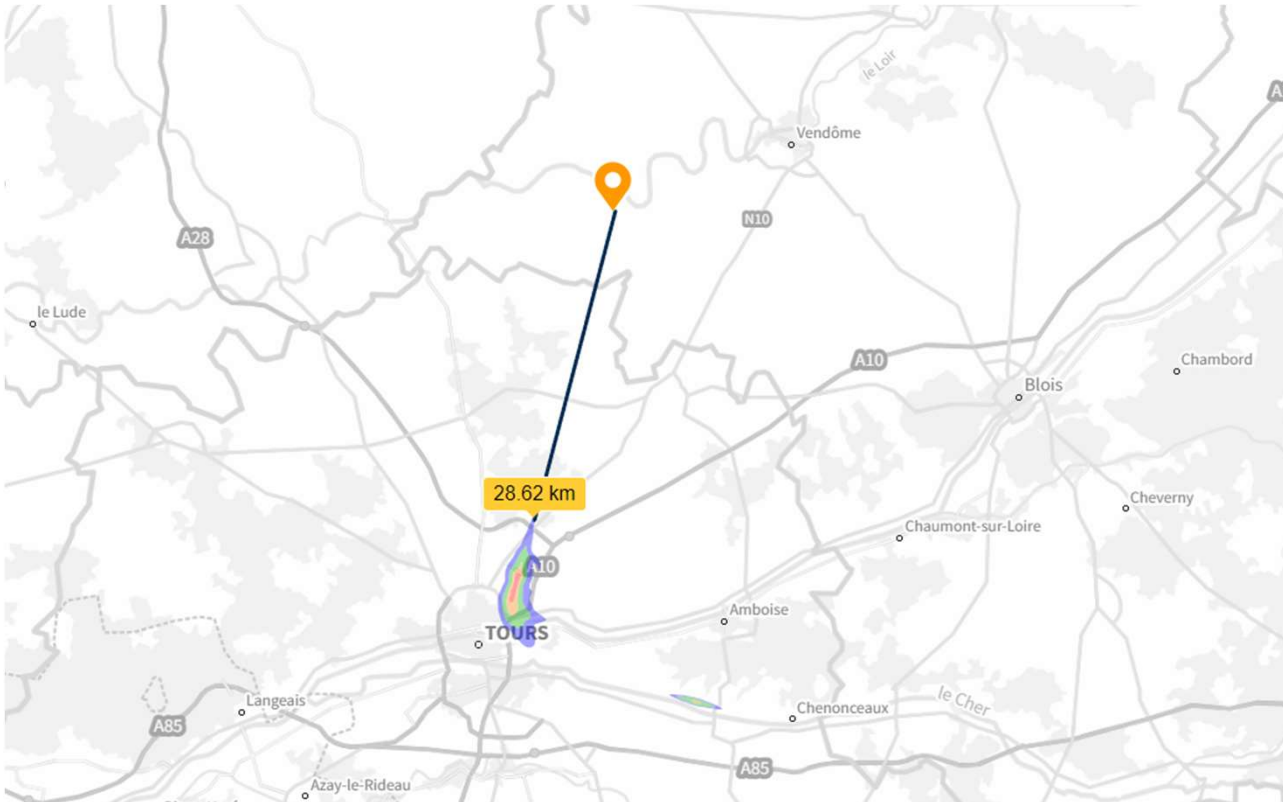 le Loir
A
Vendôme
N10
A28
le Lude
A10
Chambord
Blois
28.62 km
Cheverny
Chaumont-sur-Loire
A10
Amboise
TOURS
Langeais
le Cher
Chenonceaux
A85
A85
Azay-le-Rideau